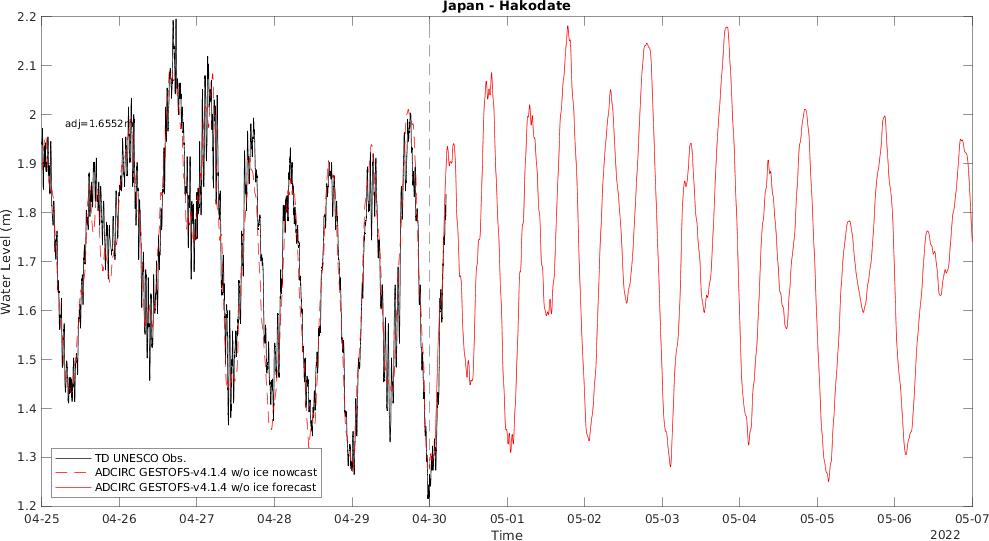 Japan - Hakodate
Water Level (m)
2.2
2.1
2
1.9
1.8
1.7
1.6
1.5
1.4
1.3
1.2
adj=1.6552
TD UNESCO Obs.
ADCIRC GESTOFS-v4.1.4 w/o ice nowcast
ADCIRC GESTOFS-v4.1.4 w/o ice forecast
04-25 04-26 04-27 04-28 04-29 04-30 05-01 05-02 05-03 05-04 05-05 05-06 05-07
Time
2022